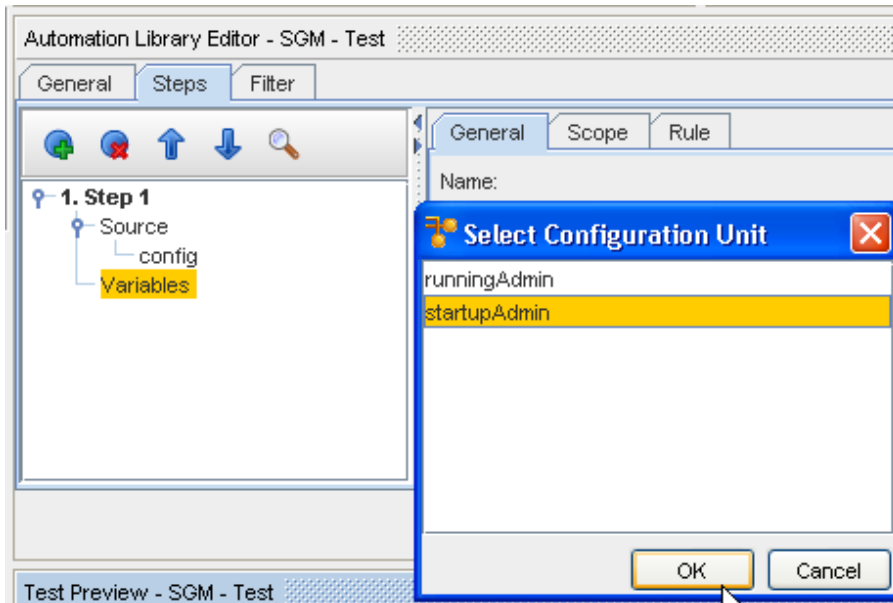 Automation Library Editor - SGM - Test
General Steps Filter
General Scope Rule
Name:
1. Step 1
Source
config
Variables
Select Configuration Unit
runningAdmin
startupAdmin
OK Cancel
Test Preview - SGM - Test